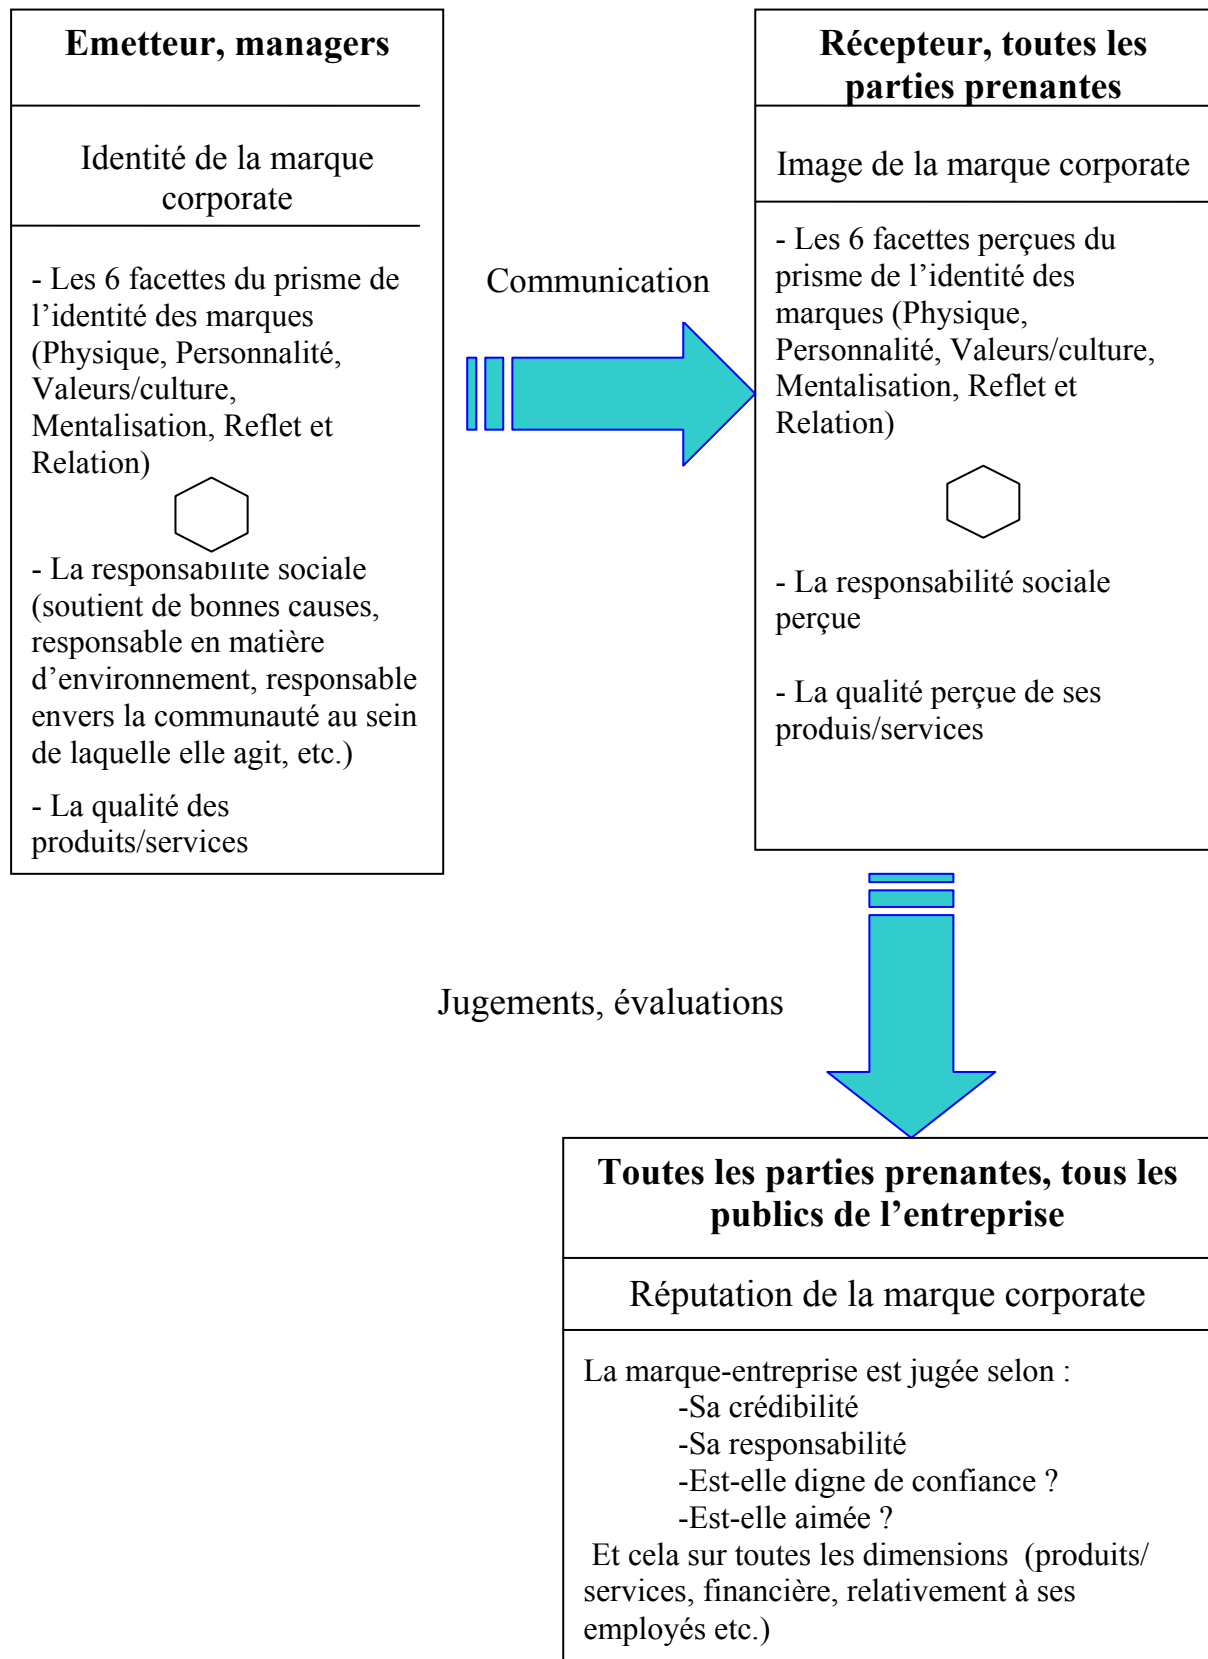 Emetteur, managers
Identité de la marque
corporate
- Les 6 facettes du prisme de
l’identité des marques
(Physique, Personnalité,
Valeurs/culture,
Mentalisation, Reflet et
Relation)
- La responsabilité sociale
(soutient de bonnes causes,
responsable en matière
d’environnement, responsable
envers la communauté au sein
de laquelle elle agit, etc.)
- La qualité des
produits/services
Communication
Récepteur, toutes les
parties prenantes
Image de la marque corporate
- Les 6 facettes perçues du
prisme de l’identité des
marques (Physique,
Personnalité, Valeurs/culture,
Mentalisation, Reflet et
Relation)
- La responsabilité sociale
perçue
- La qualité perçue de ses
produis/services
Jugements, évaluations
Toutes les parties prenantes, tous les
publics de l’entreprise
Réputation de la marque corporate
La marque-entreprise est jugée selon :
-Sa crédibilité
-Sa responsabilité
-Est-elle digne de confiance ?
-Est-elle aimée ?
Et cela sur toutes les dimensions (produits/
services, financière, relativement à ses
employés etc.)